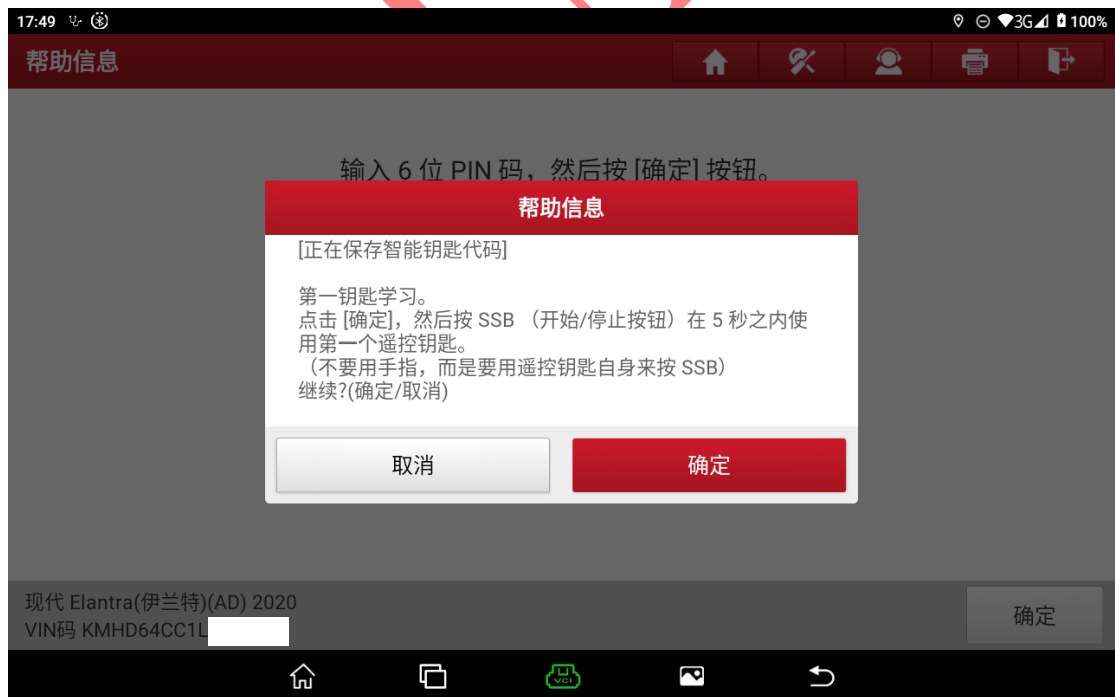 17:49 3G 100%
帮助信息
输入 6 位 PIN 码，然后按 [确定] 按钮。
帮助信息
[正在保存智能钥匙代码]
第一钥匙学习。
点击 [确定]，然后按 SSB （开始/停止按钮）在 5 秒之内使
用第一个遥控钥匙。
（不要用手指，而是要用遥控钥匙自身来按 SSB）
继续?(确定/取消)
取消
确定
现代 Elantra(伊兰特)(AD) 2020
VIN码 KMHD64CC1L
确定
VCI